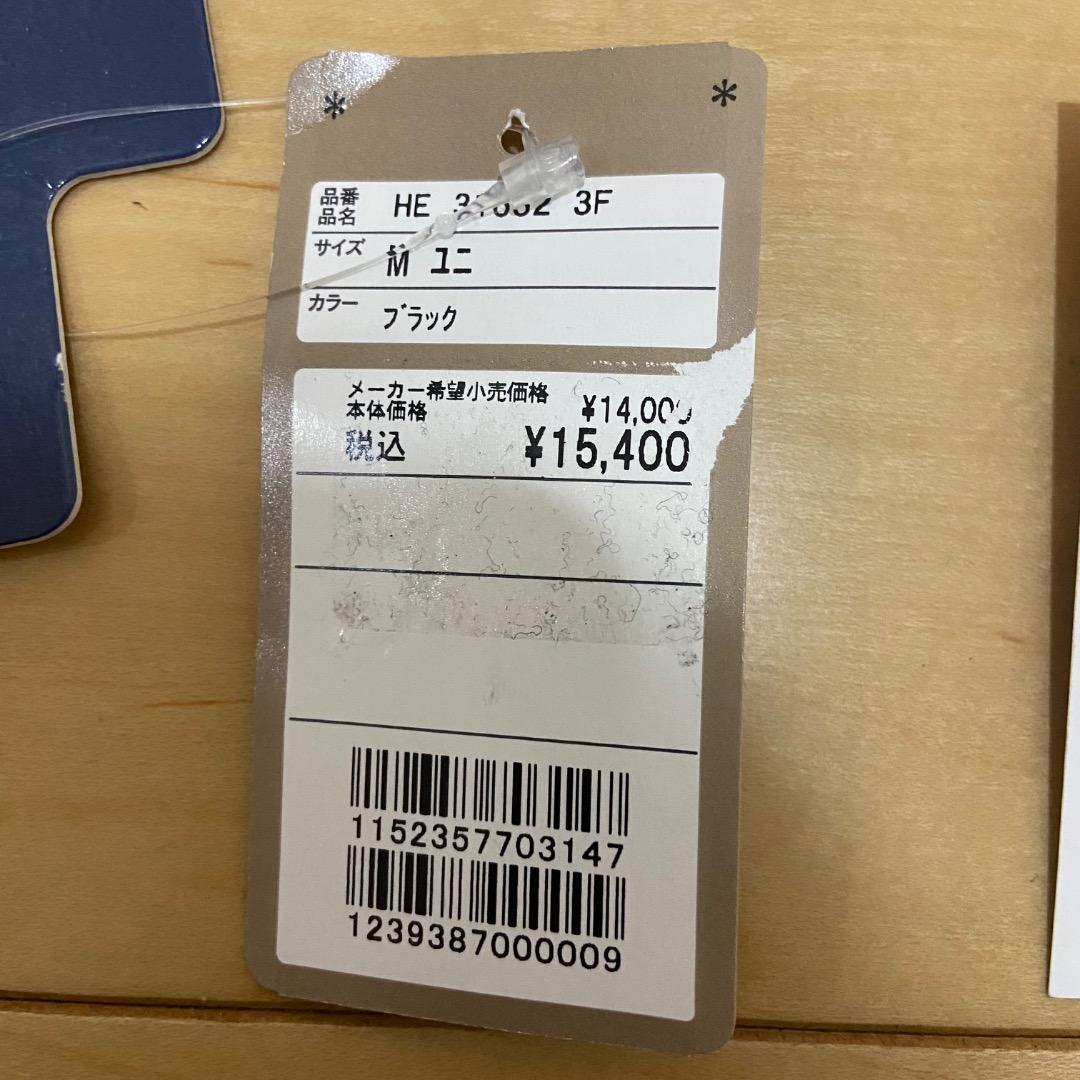 *
*
品番
品名
HE 3F
サイズ
M ユニ
カラー
ブラック
メーカー希望小売価格
本体価格 ¥14,000
税込 ¥15,400
1152357703147
1239387000009